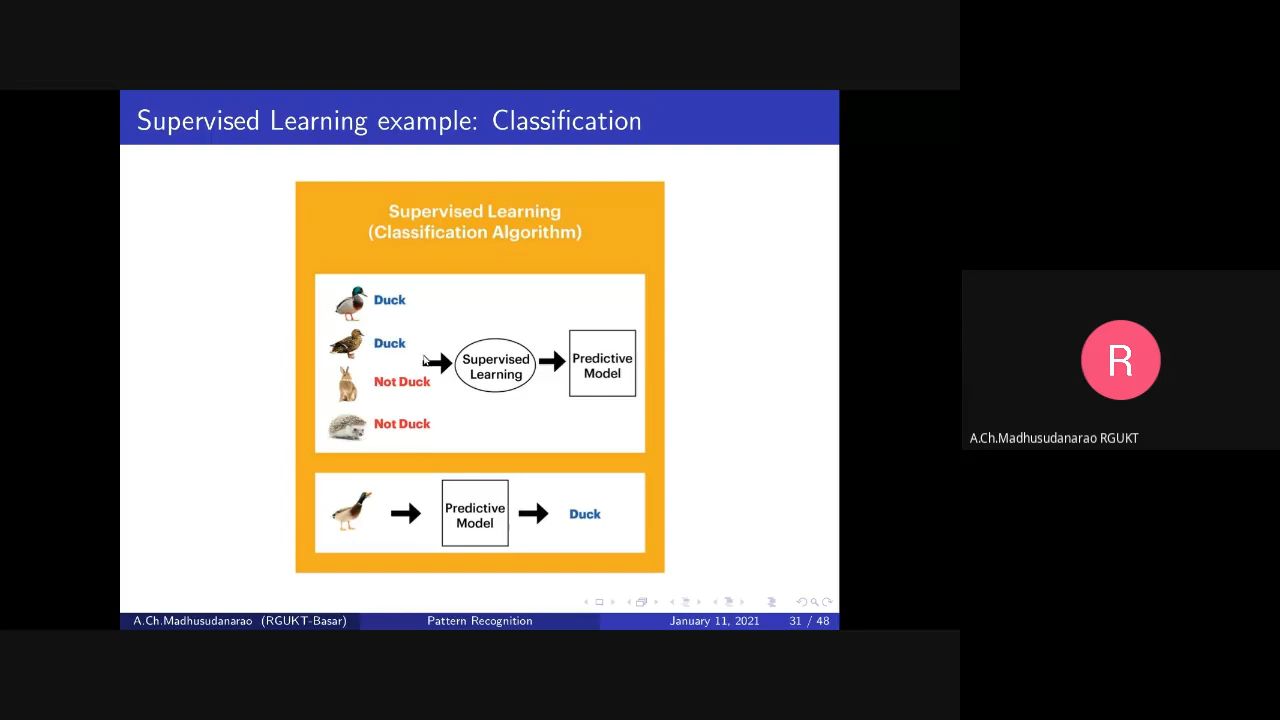 Supervised Learning example: Classification
Supervised Learning
(Classification Algorithm)
Duck
Duck
Not Duck
Not Duck
Supervised
Learning
Predictive
Model
Predictive
Model
Duck
A.Ch.Madhusudanarao (RGUKT-Basar)
Pattern Recognition
January 11, 2021
31 / 48
R
A.Ch.Madhusudanarao RGUKT